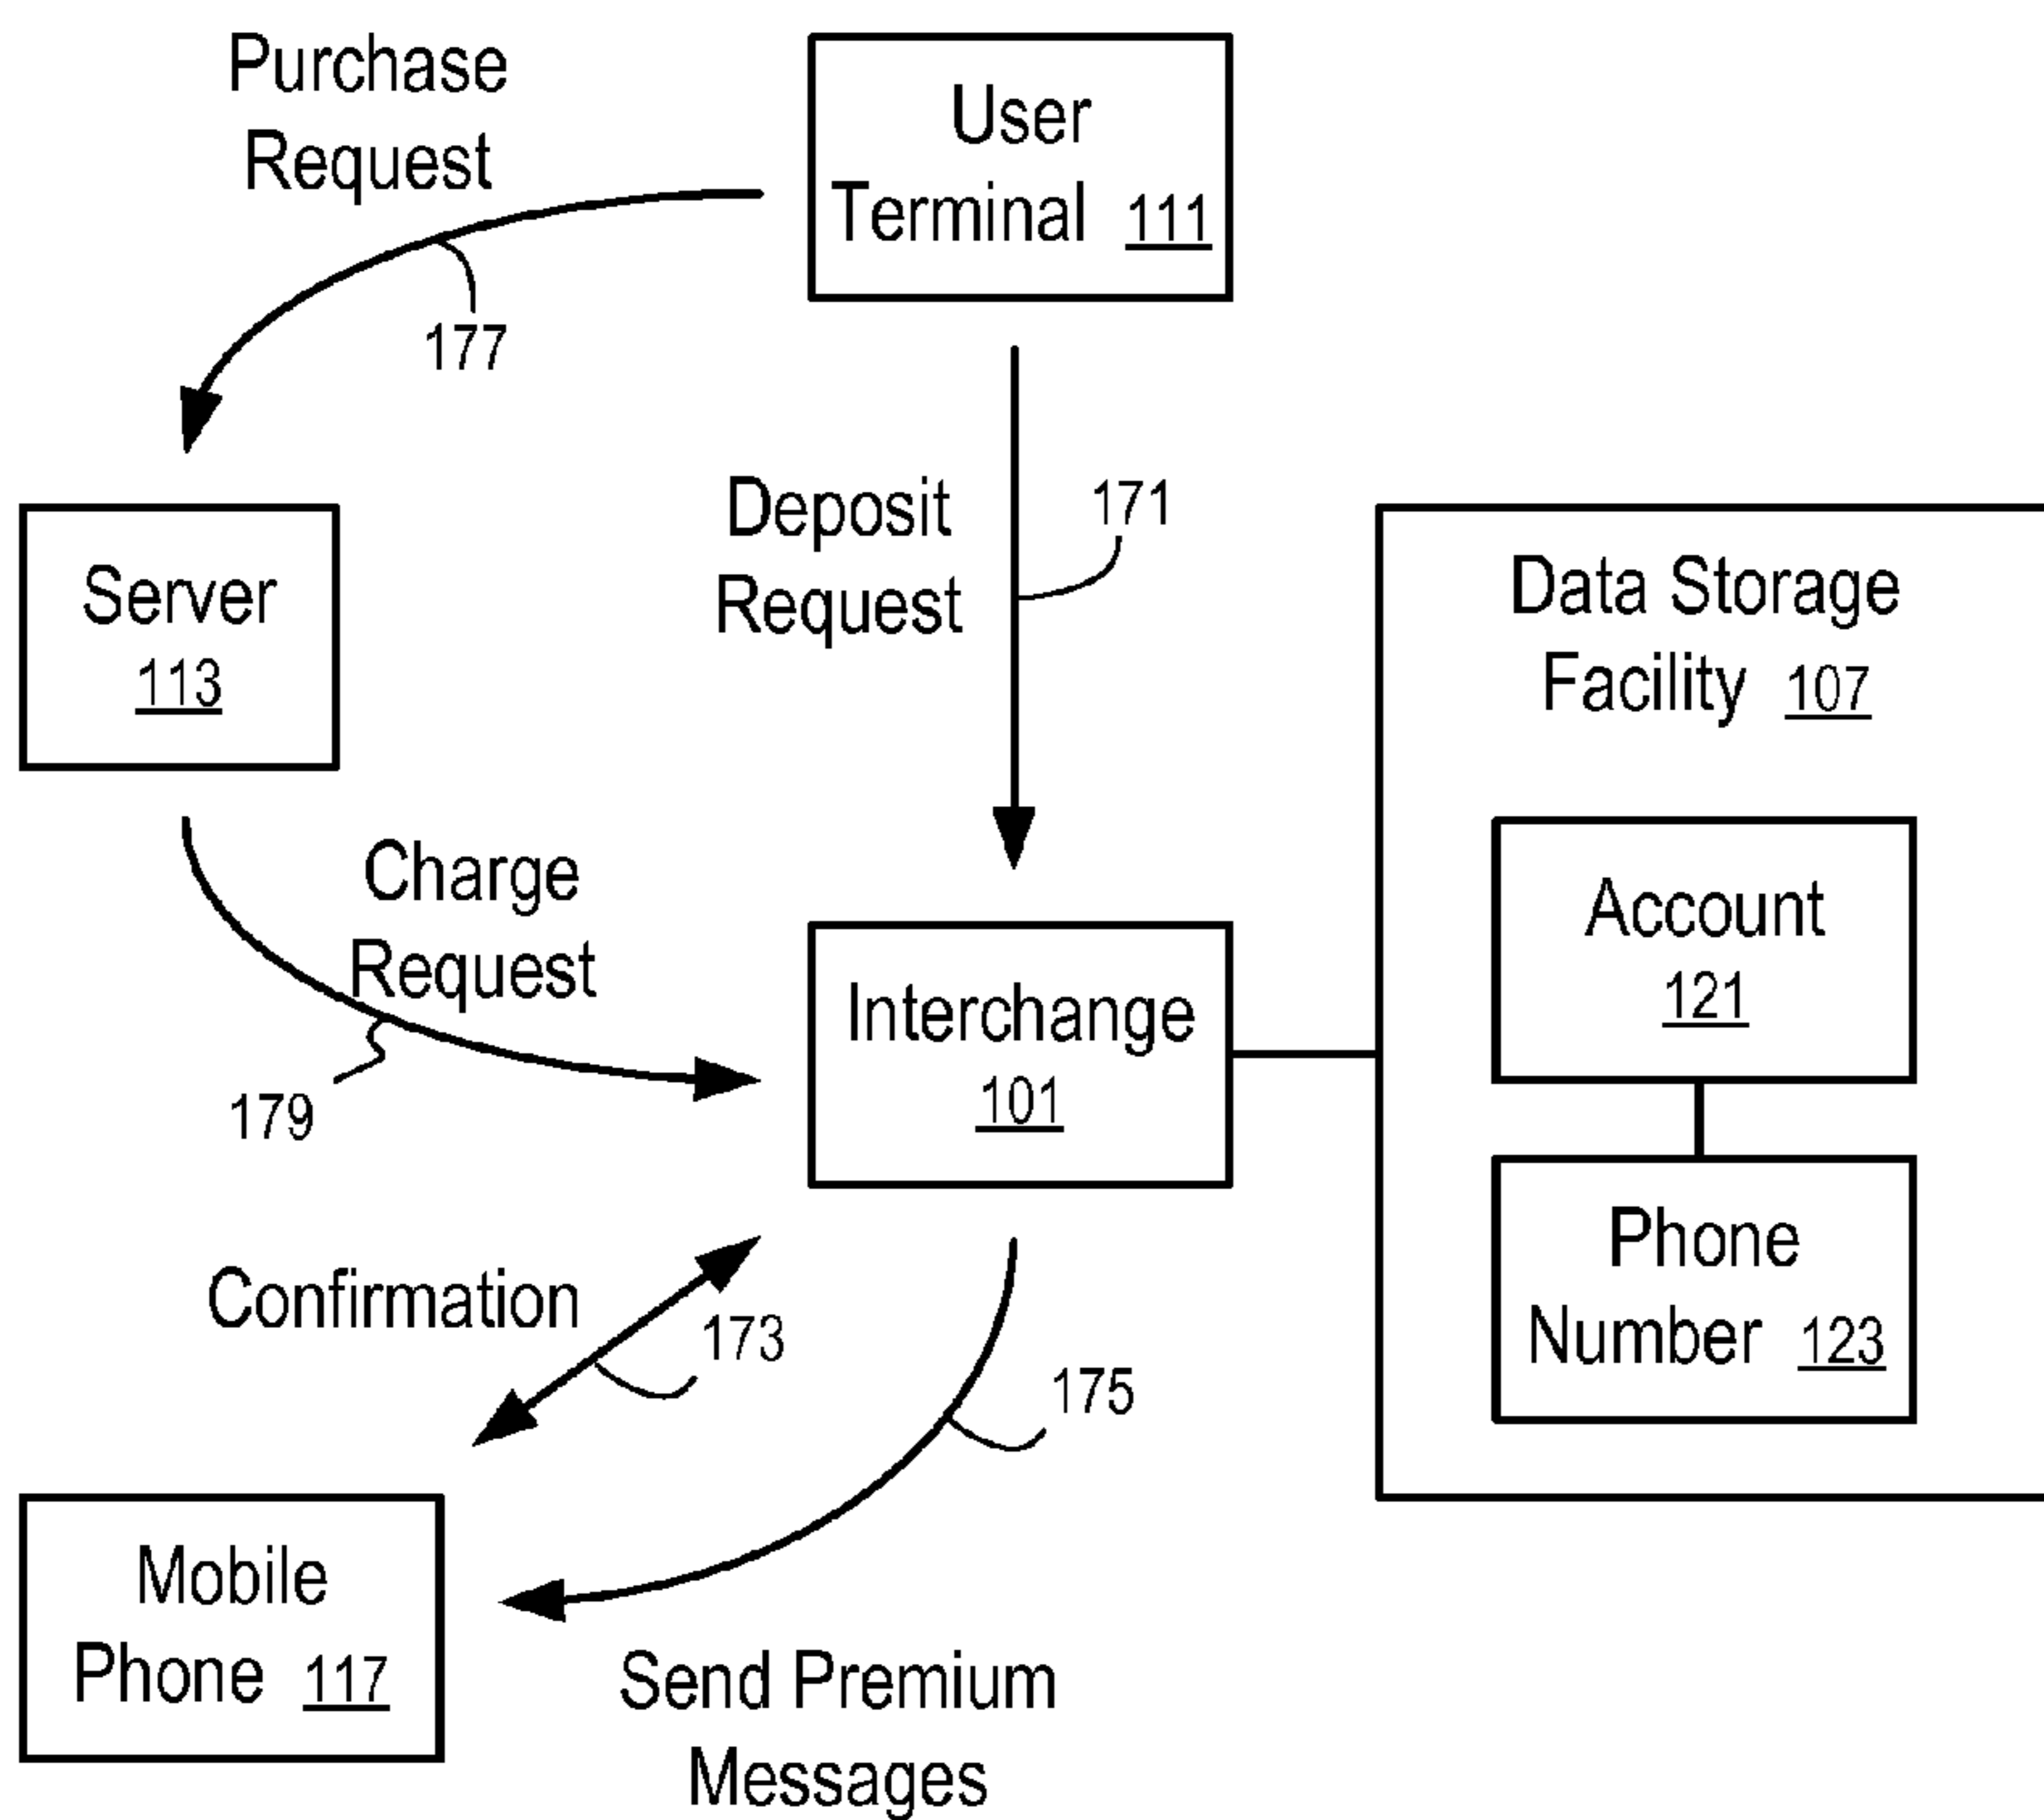 Purchase
Request
177
User
Terminal 111
Deposit
Request
171
Server
113
Data Storage
Facility 107
Charge
Request
179
Interchange
101
Account
121
Phone
Number 123
Confirmation
173
175
Mobile
Phone 117
Send Premium
Messages